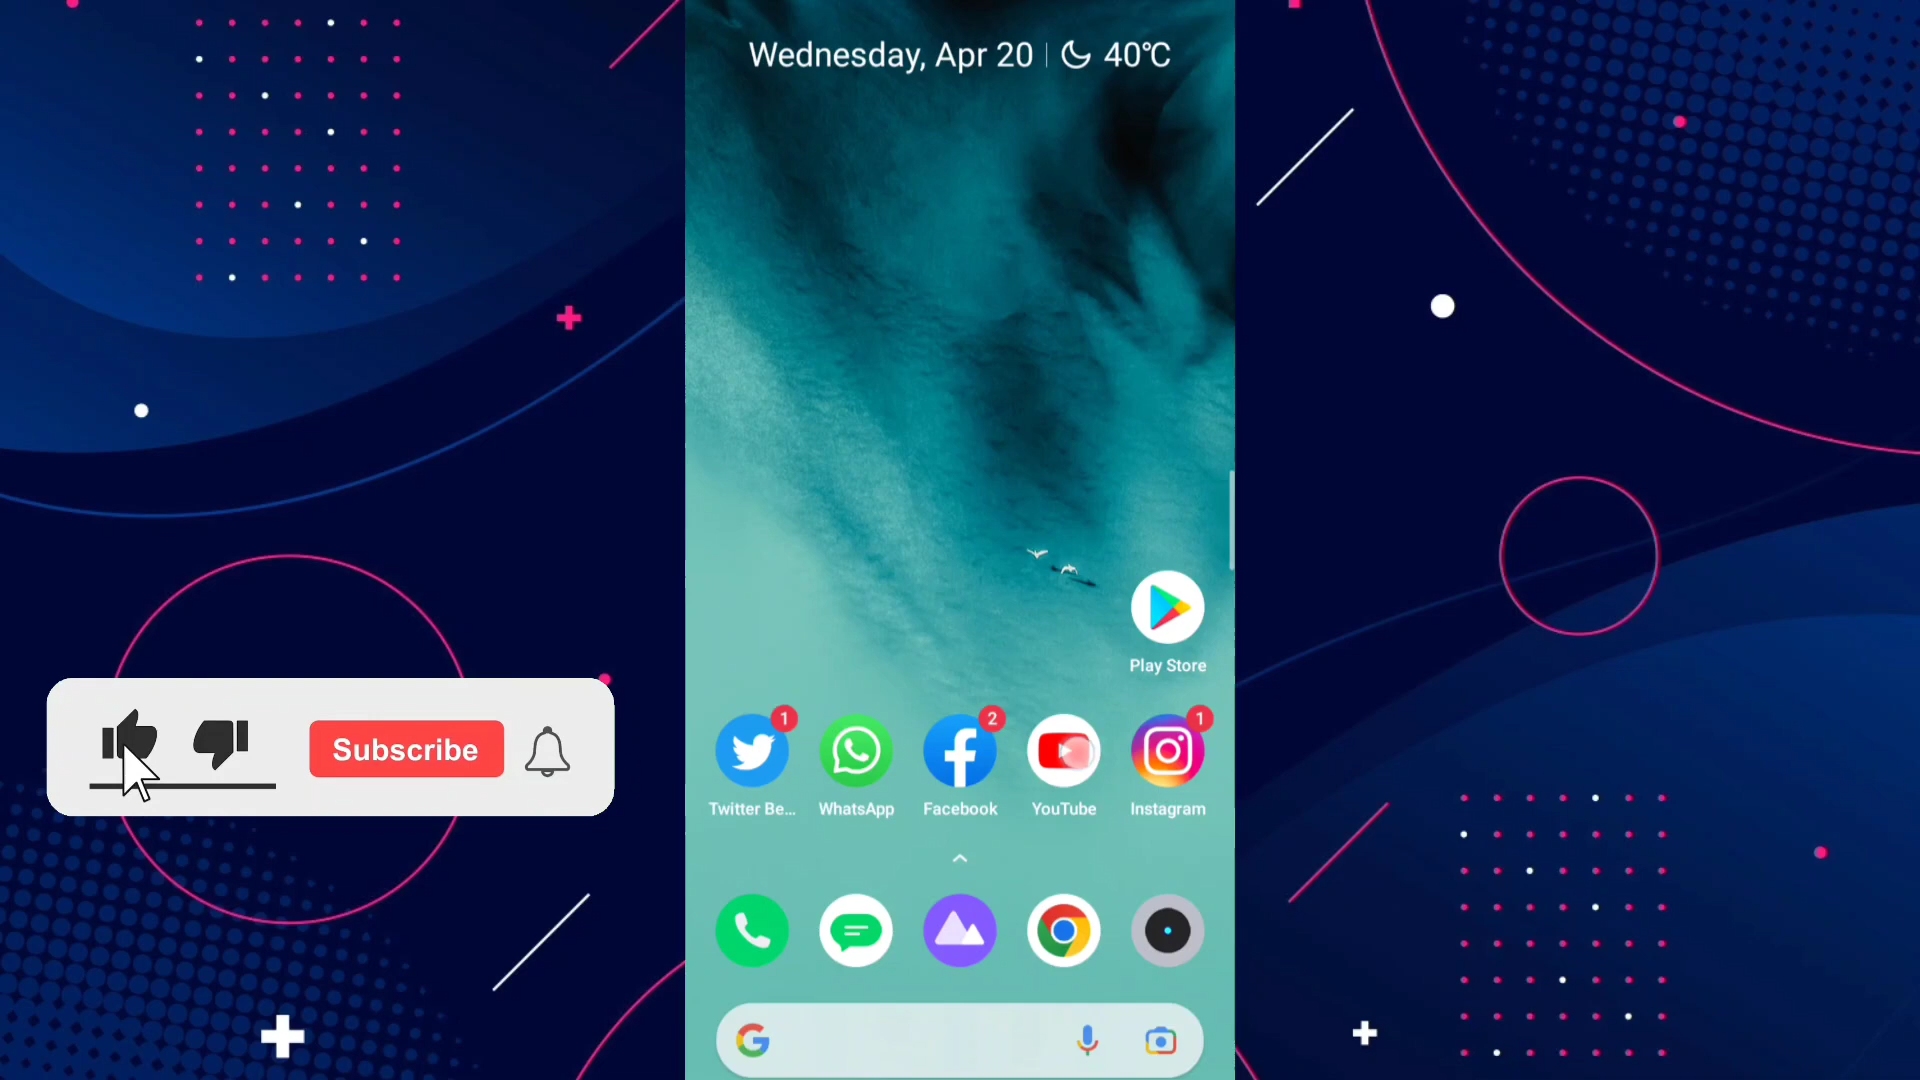 Wednesday, Apr 20 | 40°C
Play Store
1
2
1
Twitter Be...
WhatsApp
Facebook
YouTube
Instagram
Subscribe